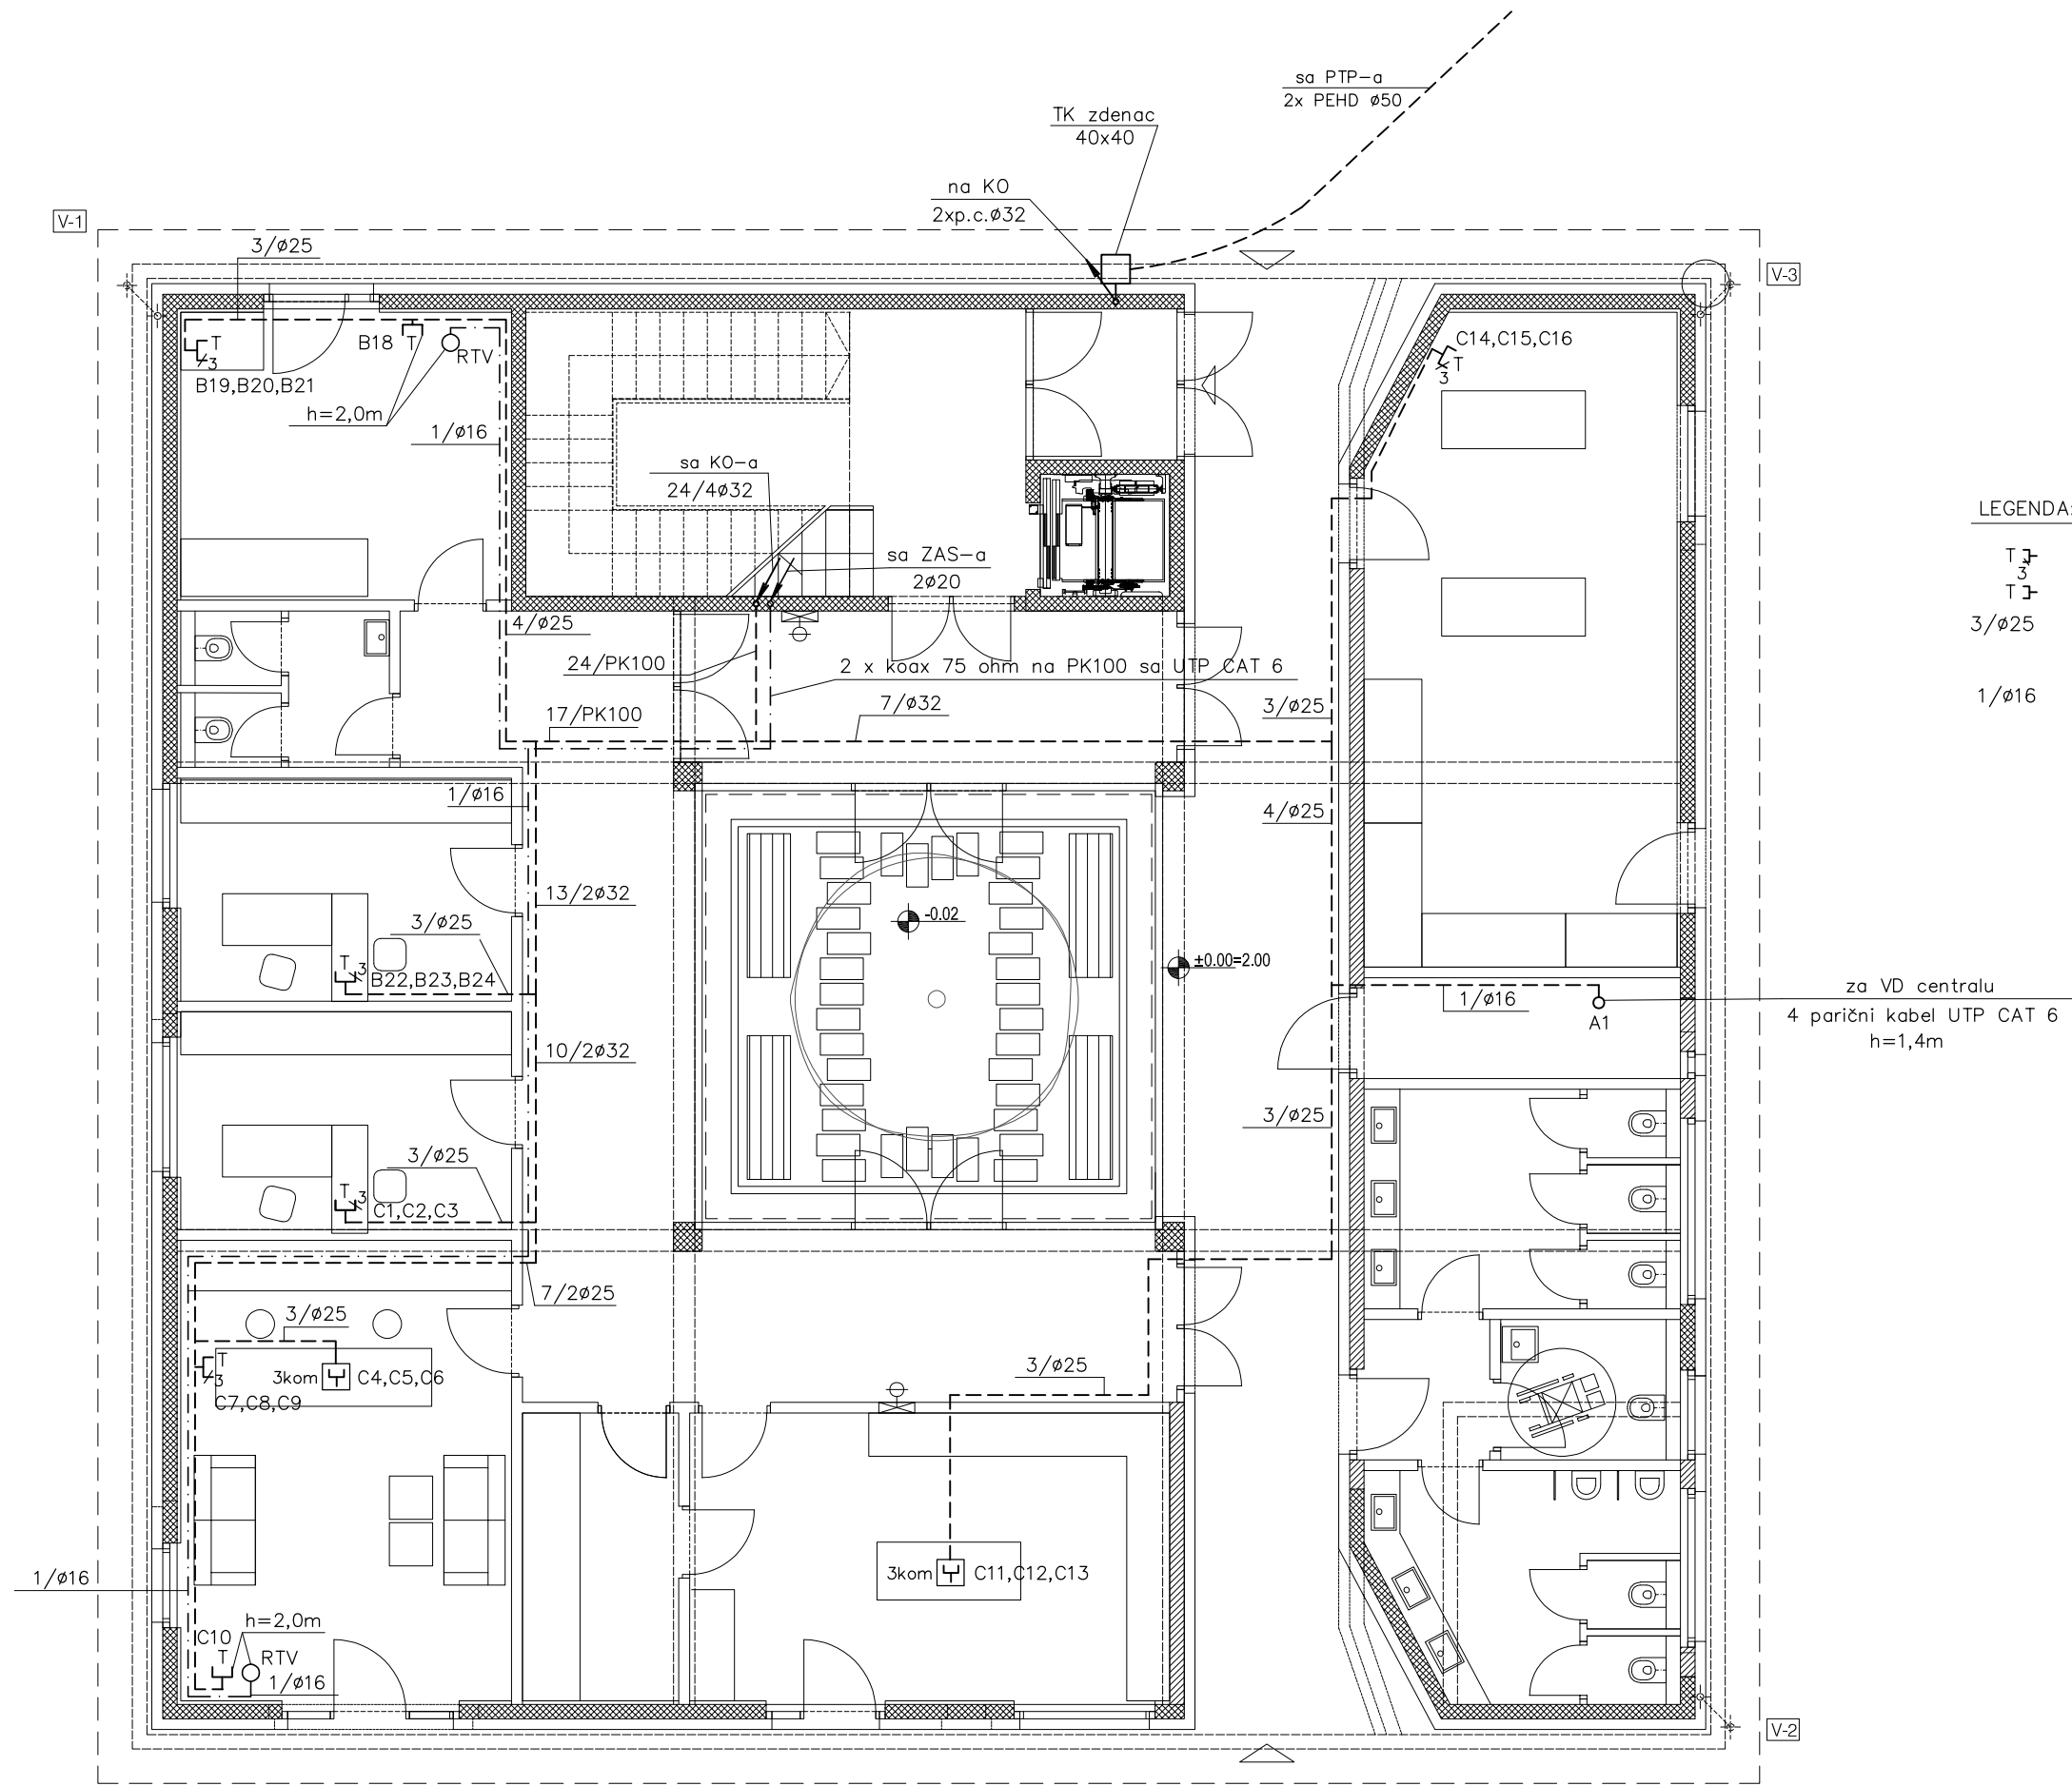 sa PTP-a
2x PEHD ø50
TK zdenac
40x40
na KO
2xp.c.ø32
V-1
V-3
3/ø25
B18
T
RTV
T
3
B19,B20,B21
h=2,0m
1/ø16
C14,C15,C16
T
3
sa KO-a
24/4ø32
sa ZAS-a
2ø20
LEGENDA:
T
3
T
3/ø25
1/ø16
4/ø25
24/PK100
2 x koax 75 ohm na PK100 sa UTP CAT 6
17/PK100
7/ø32
3/ø25
1/ø16
4/ø25
13/2ø32
3/ø25
-0.02
T
3
B22,B23,B24
±0.00=2.00
1/ø16
A1
za VD centralu
4 parični kabel UTP CAT 6
h=1,4m
10/2ø32
3/ø25
3/ø25
T
3
C1,C2,C3
7/2ø25
3/ø25
T
3
3kom
C4,C5,C6
C7,C8,C9
3/ø25
3kom
C11,C12,C13
1/ø16
h=2,0m
C10
T
RTV
1/ø16
V-2